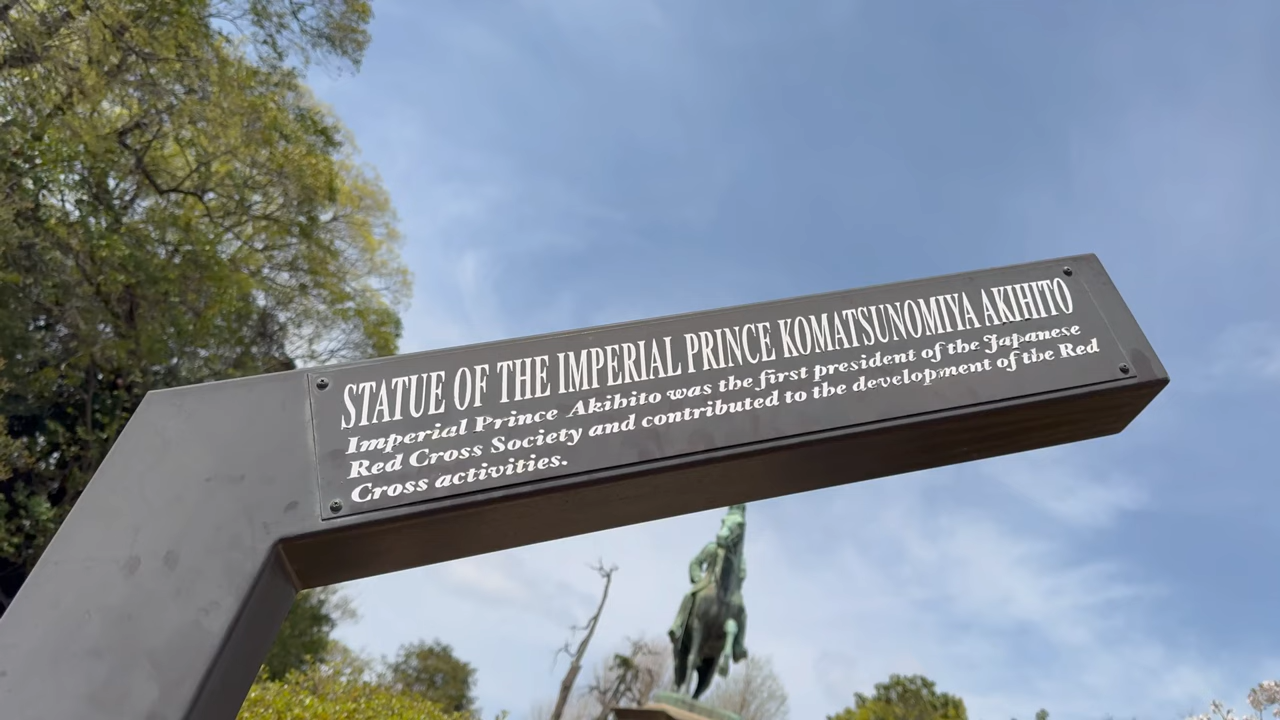 STATUE OF THE IMPERIAL PRINCE KOMATSUNOMIYA AKIHITO
Imperial Prince Akihito was the first president of the Japanese
Red Cross Society and contributed to the development of the Red
Cross activities.